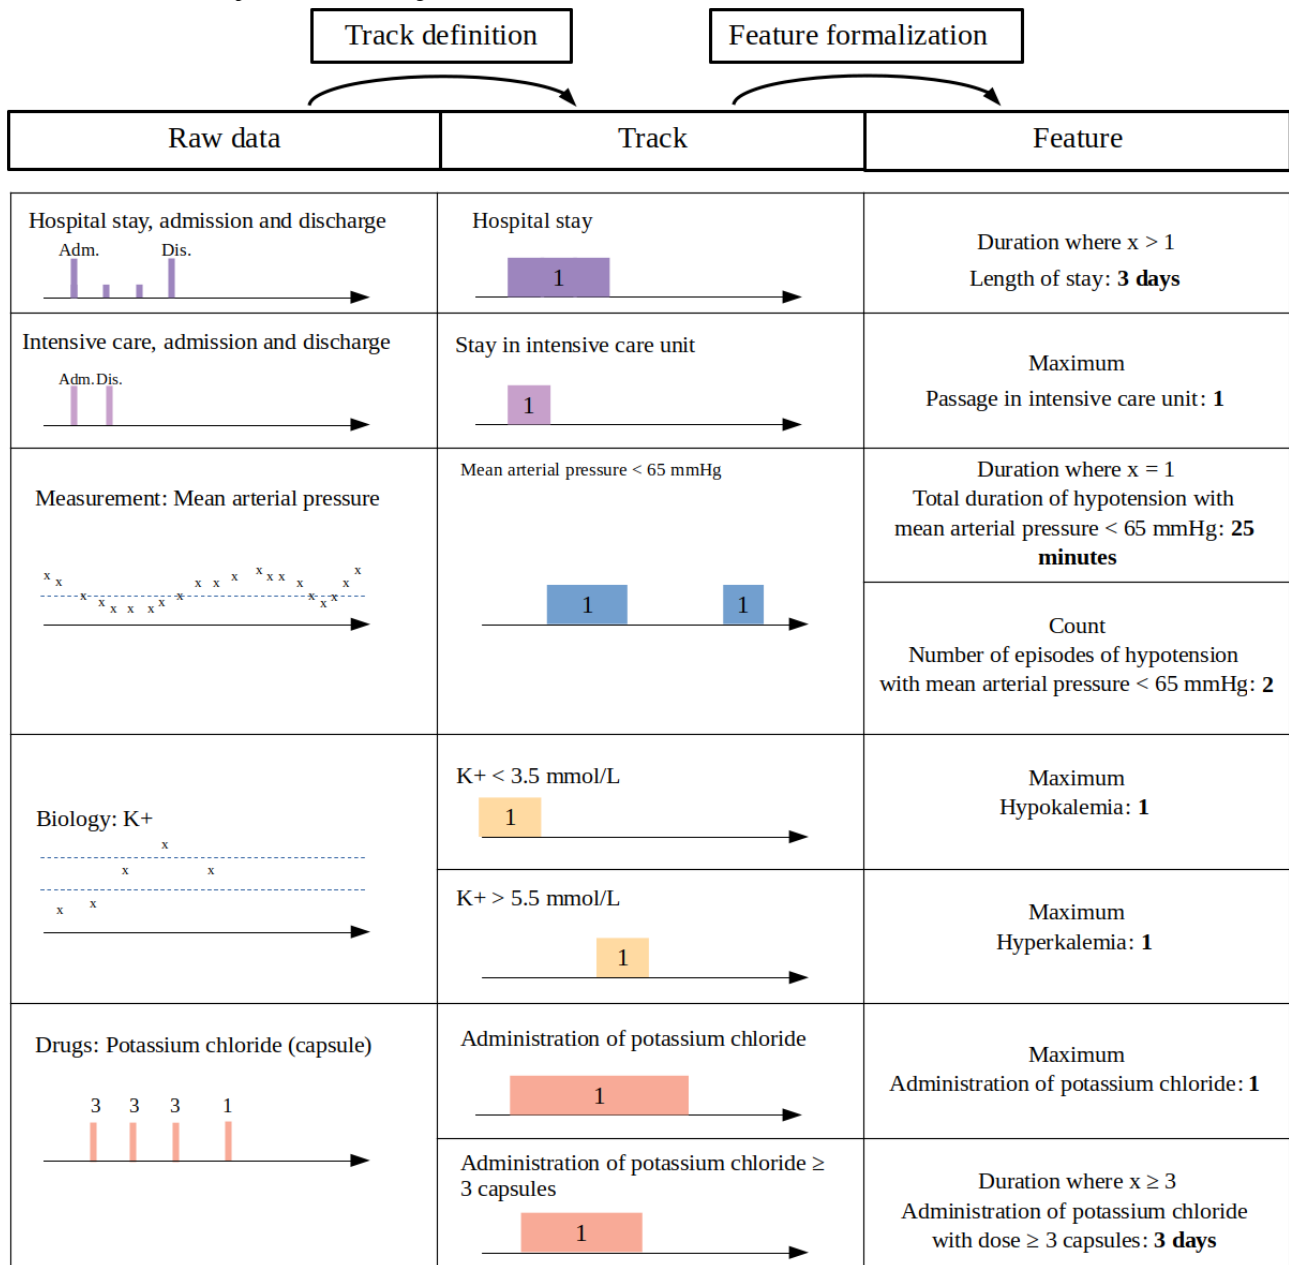 Track definition
Feature formalization
Raw data
Track
Feature
Hospital stay, admission and discharge
Adm.
Dis.
Hospital stay
1
Duration where x > 1
Length of stay: 3 days
Intensive care, admission and discharge
Adm.
Dis.
Stay in intensive care unit
1
Maximum
Passage in intensive care unit: 1
Measurement: Mean arterial pressure
Mean arterial pressure < 65 mmHg
1
1
Duration where x = 1
Total duration of hypotension with
mean arterial pressure < 65 mmHg: 25
minutes
Count
Number of episodes of hypotension
with mean arterial pressure < 65 mmHg: 2
Biology: K+
K+ < 3.5 mmol/L
1
Maximum
Hypokalemia: 1
K+ > 5.5 mmol/L
1
Maximum
Hyperkalemia: 1
Drugs: Potassium chloride (capsule)
3 3 3 1
Administration of potassium chloride
1
Maximum
Administration of potassium chloride: 1
Administration of potassium chloride ≥
3 capsules
1
Duration where x ≥ 3
Administration of potassium chloride
with dose ≥ 3 capsules: 3 days